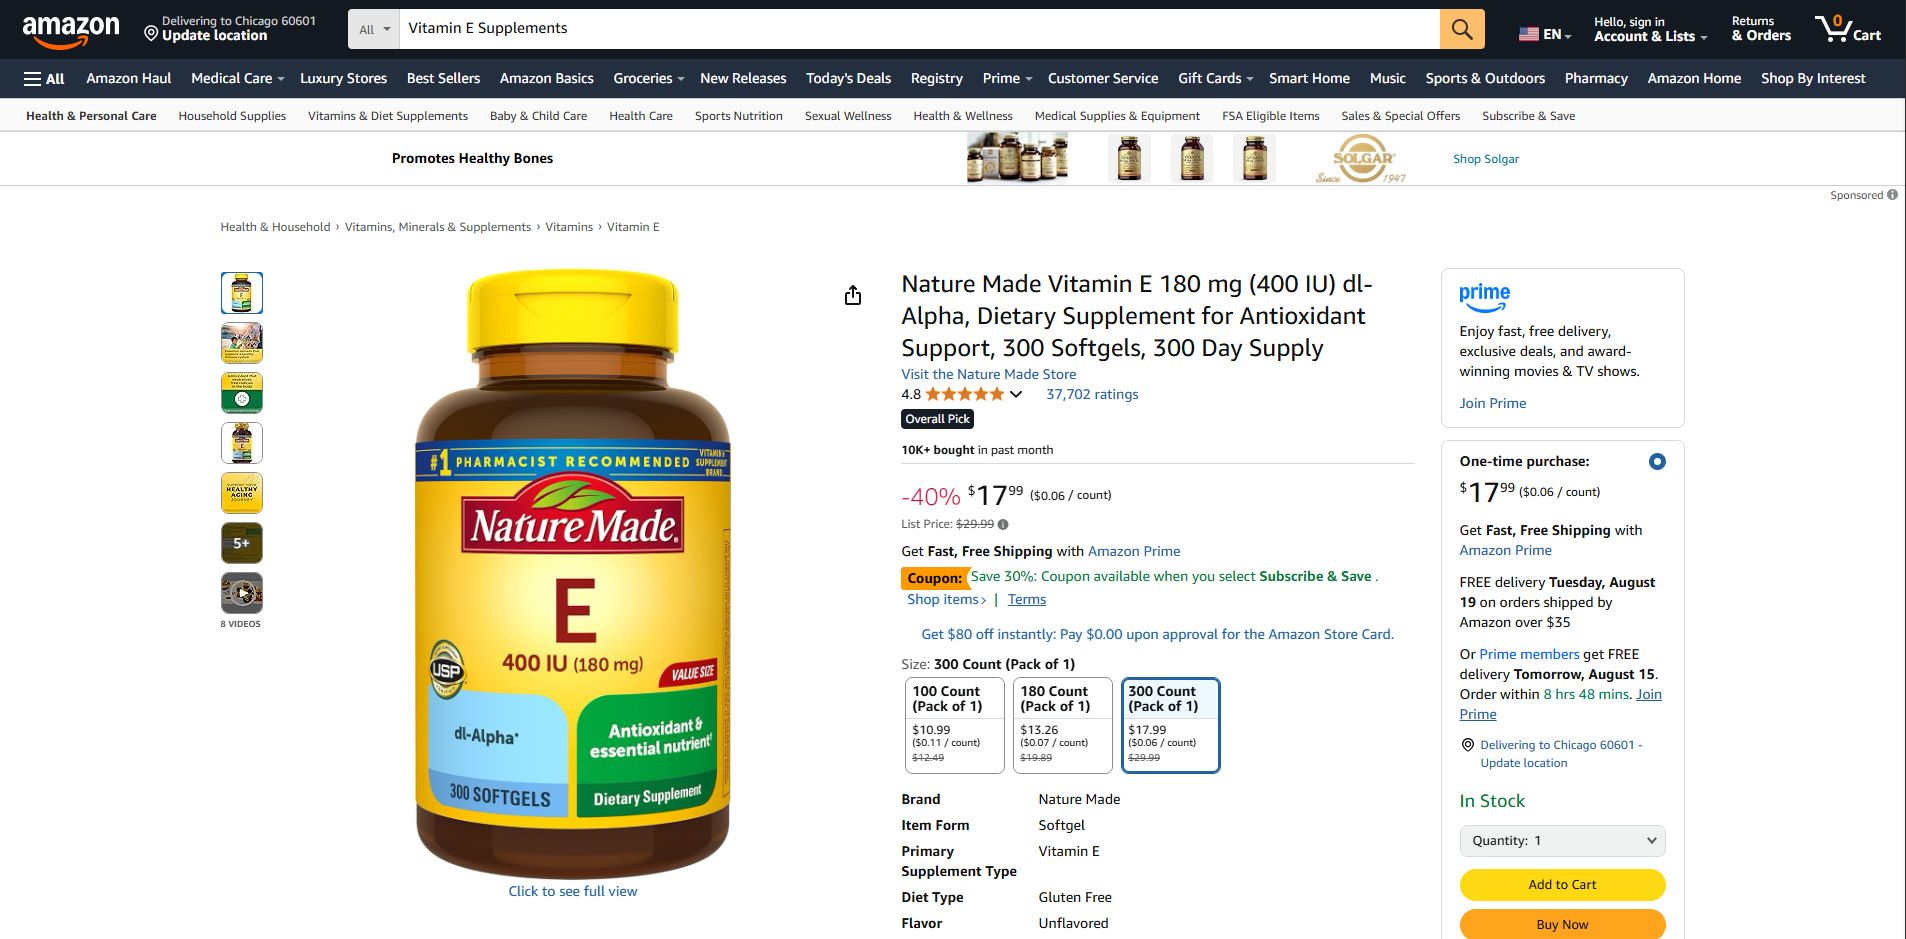 amazon
Delivering to Chicago 60601
Update location
All
Vitamin E Supplements
EN
Hello, sign in
Account & Lists
Returns
& Orders
0
Cart
All
Amazon Haul
Medical Care
Luxury Stores
Best Sellers
Amazon Basics
Groceries
New Releases
Today's Deals
Registry
Prime
Customer Service
Gift Cards
Smart Home
Music
Sports & Outdoors
Pharmacy
Amazon Home
Shop By Interest
Health & Personal Care
Household Supplies
Vitamins & Diet Supplements
Baby & Child Care
Health Care
Sports Nutrition
Sexual Wellness
Health & Wellness
Medical Supplies & Equipment
FSA Eligible Items
Sales & Special Offers
Subscribe & Save
Promotes Healthy Bones
SOLGAR
Since 1947
Shop Solgar
Sponsored
Health & Household › Vitamins, Minerals & Supplements › Vitamins › Vitamin E
HEALTHY
AGING
5+
8 VIDEOS
#1 PHARMACIST RECOMMENDED
VITAMIN &
SUPPLEMENT
BRAND
Nature Made
E
400 IU (180 mg)
USP
VALUE SIZE
dl-Alpha*
Antioxidant &
essential nutrient†
300 SOFTGELS
Dietary Supplement
Click to see full view
Nature Made Vitamin E 180 mg (400 IU) dl-
Alpha, Dietary Supplement for Antioxidant
Support, 300 Softgels, 300 Day Supply
Visit the Nature Made Store
4.8
37,702 ratings
Overall Pick
10K+ bought in past month
-40% $17 99 ($0.06 / count)
List Price: $29.99
Get Fast, Free Shipping with Amazon Prime
Coupon: Save 30%: Coupon available when you select Subscribe & Save .
Shop items› | Terms
Get $80 off instantly: Pay $0.00 upon approval for the Amazon Store Card.
Size: 300 Count (Pack of 1)
100 Count
(Pack of 1)
$10.99
($0.11 / count)
$12.49
180 Count
(Pack of 1)
$13.26
($0.07 / count)
$19.89
300 Count
(Pack of 1)
$17.99
($0.06 / count)
$29.99
Brand Nature Made
Item Form Softgel
Primary Vitamin E
Supplement Type
Diet Type Gluten Free
Flavor Unflavored
prime
Enjoy fast, free delivery,
exclusive deals, and award-
winning movies & TV shows.
Join Prime
One-time purchase:
$17 99 ($0.06 / count)
Get Fast, Free Shipping with
Amazon Prime
FREE delivery Tuesday, August
19 on orders shipped by
Amazon over $35
Or Prime members get FREE
delivery Tomorrow, August 15.
Order within 8 hrs 48 mins. Join
Prime
Delivering to Chicago 60601 -
Update location
In Stock
Quantity: 1
Add to Cart
Buy Now